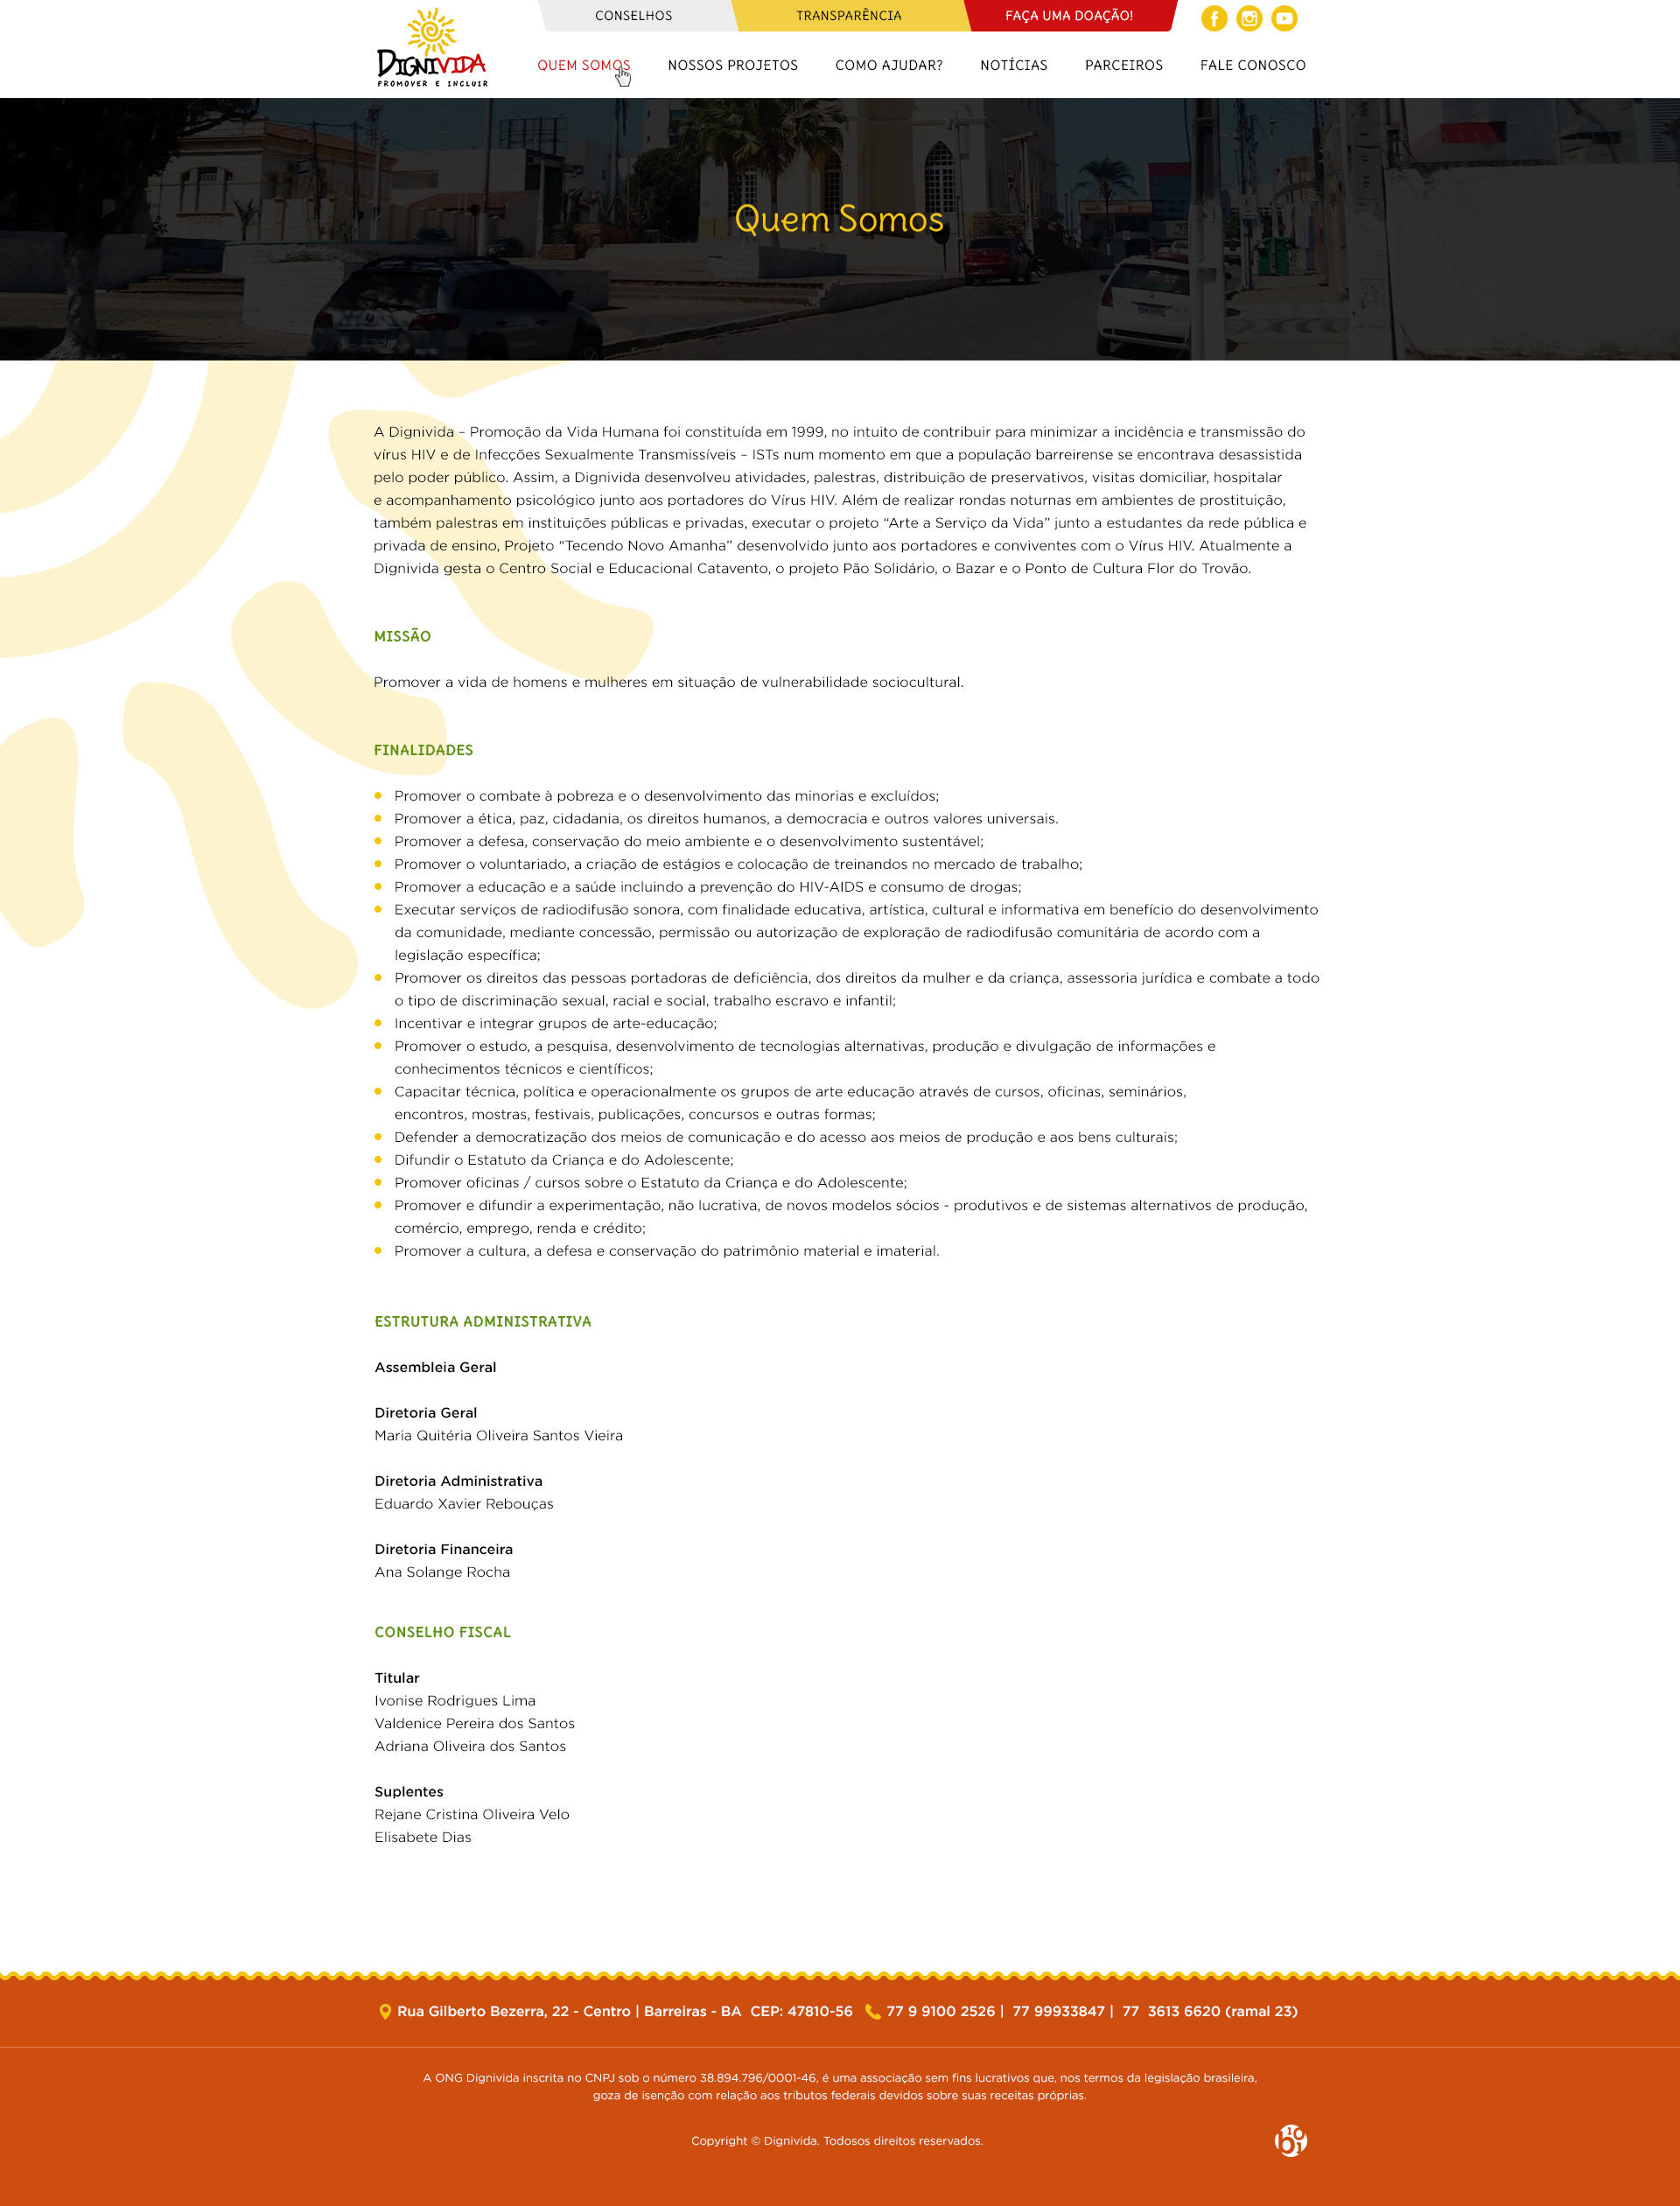 CONSELHOS
TRANSPARÊNCIA
FAÇA UMA DOAÇÃO!
DIGNIVIDA
PROMOVER E INCLUIR
QUEM SOMOS
NOSSOS PROJETOS
COMO AJUDAR?
NOTÍCIAS
PARCEIROS
FALE CONOSCO
Quem Somos
A Dignivida – Promoção da Vida Humana foi constituída em 1999, no intuito de contribuir para minimizar a incidência e transmissão do
vírus HIV e de Infecções Sexualmente Transmissíveis – ISTs num momento em que a população barreirense se encontrava desassistida
pelo poder público. Assim, a Dignivida desenvolveu atividades, palestras, distribuição de preservativos, visitas domiciliar, hospitalar
e acompanhamento psicológico junto aos portadores do Vírus HIV. Além de realizar rondas noturnas em ambientes de prostituição,
também palestras em instituições públicas e privadas, executar o projeto “Arte a Serviço da Vida” junto a estudantes da rede pública e
privada de ensino, Projeto “Tecendo Novo Amanha” desenvolvido junto aos portadores e conviventes com o Vírus HIV. Atualmente a
Dignivida gesta o Centro Social e Educacional Catavento, o projeto Pão Solidário, o Bazar e o Ponto de Cultura Flor do Trovão.
MISSÃO
Promover a vida de homens e mulheres em situação de vulnerabilidade sociocultural.
FINALIDADES
Promover o combate à pobreza e o desenvolvimento das minorias e excluídos;
Promover a ética, paz, cidadania, os direitos humanos, a democracia e outros valores universais.
Promover a defesa, conservação do meio ambiente e o desenvolvimento sustentável;
Promover o voluntariado, a criação de estágios e colocação de treinandos no mercado de trabalho;
Promover a educação e a saúde incluindo a prevenção do HIV-AIDS e consumo de drogas;
Executar serviços de radiodifusão sonora, com finalidade educativa, artística, cultural e informativa em benefício do desenvolvimento
da comunidade, mediante concessão, permissão ou autorização de exploração de radiodifusão comunitária de acordo com a
legislação específica;
Promover os direitos das pessoas portadoras de deficiência, dos direitos da mulher e da criança, assessoria jurídica e combate a todo
o tipo de discriminação sexual, racial e social, trabalho escravo e infantil;
Incentivar e integrar grupos de arte-educação;
Promover o estudo, a pesquisa, desenvolvimento de tecnologias alternativas, produção e divulgação de informações e
conhecimentos técnicos e científicos;
Capacitar técnica, política e operacionalmente os grupos de arte educação através de cursos, oficinas, seminários,
encontros, mostras, festivais, publicações, concursos e outras formas;
Defender a democratização dos meios de comunicação e do acesso aos meios de produção e aos bens culturais;
Difundir o Estatuto da Criança e do Adolescente;
Promover oficinas / cursos sobre o Estatuto da Criança e do Adolescente;
Promover e difundir a experimentação, não lucrativa, de novos modelos sócios - produtivos e de sistemas alternativos de produção,
comércio, emprego, renda e crédito;
Promover a cultura, a defesa e conservação do patrimônio material e imaterial.
ESTRUTURA ADMINISTRATIVA
Assembleia Geral
Diretoria Geral
Maria Quitéria Oliveira Santos Vieira
Diretoria Administrativa
Eduardo Xavier Rebouças
Diretoria Financeira
Ana Solange Rocha
CONSELHO FISCAL
Titular
Ivonise Rodrigues Lima
Valdenice Pereira dos Santos
Adriana Oliveira dos Santos
Suplentes
Rejane Cristina Oliveira Velo
Elisabete Dias
Rua Gilberto Bezerra, 22 - Centro | Barreiras - BA CEP: 47810-56 77 9 9100 2526 | 77 99933847 | 77 3613 6620 (ramal 23)
A ONG Dignivida inscrita no CNPJ sob o número 38.894.796/0001-46, é uma associação sem fins lucrativos que, nos termos da legislação brasileira,
goza de isenção com relação aos tributos federais devidos sobre suas receitas próprias.
Copyright © Dignivida. Todosos direitos reservados.